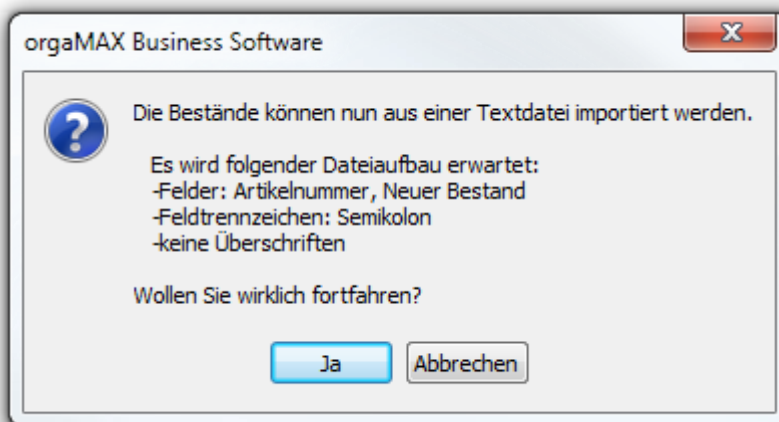 orgaMAX Business Software
Die Bestände können nun aus einer Textdatei importiert werden.
Es wird folgender Dateiaufbau erwartet:
-Felder: Artikelnummer, Neuer Bestand
-Feldtrennzeichen: Semikolon
-keine Überschriften
Wollen Sie wirklich fortfahren?
Ja
Abbrechen